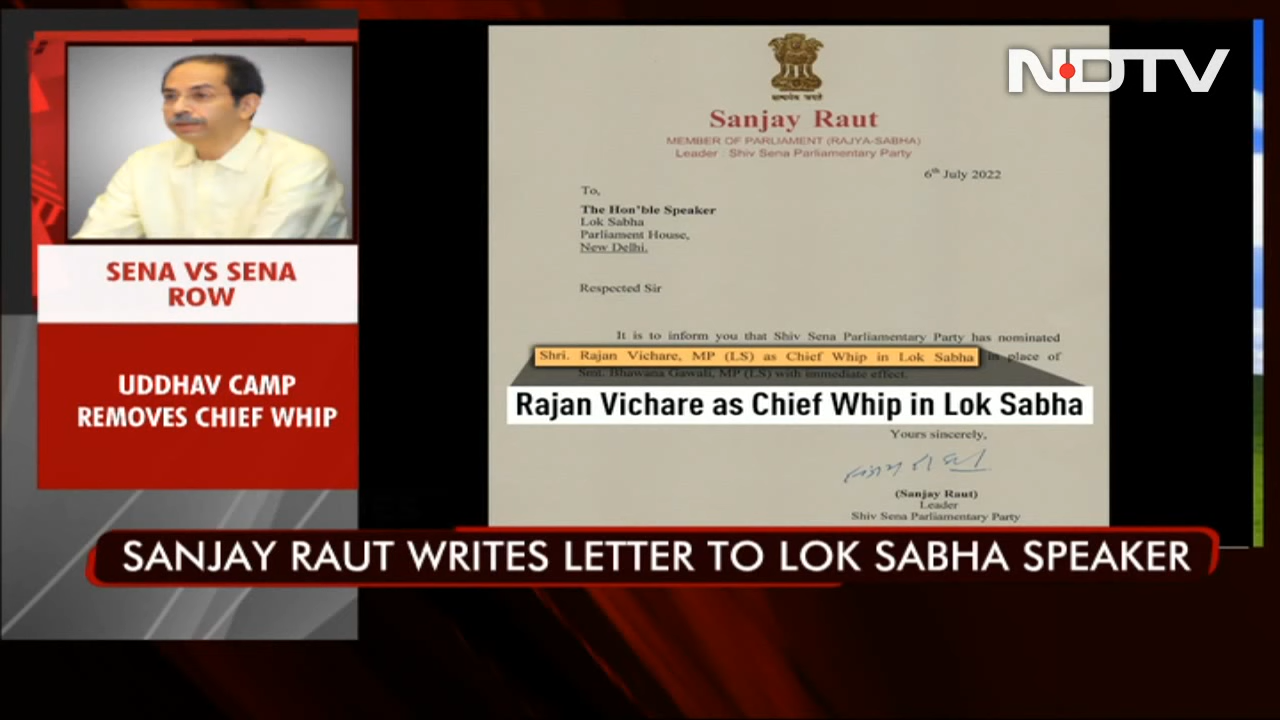 NDTV
SENA VS SENA
ROW
UDDHAV CAMP
REMOVES CHIEF WHIP
सत्यमेव जयते
Sanjay Raut
MEMBER OF PARLIAMENT (RAJYA-SABHA)
Leader : Shiv Sena Parliamentary Party
6th July 2022
To,
The Hon'ble Speaker
Lok Sabha
Parliament House,
New Delhi.
Respected Sir
It is to inform you that Shiv Sena Parliamentary Party has nominated
Shri. Rajan Vichare, MP (LS) as Chief Whip in Lok Sabha in place of
Smt. Bhawana Gawali, MP (LS) with immediate effect.
Rajan Vichare as Chief Whip in Lok Sabha
Yours sincerely,
(Sanjay Raut)
Leader
Shiv Sena Parliamentary Party
SANJAY RAUT WRITES LETTER TO LOK SABHA SPEAKER